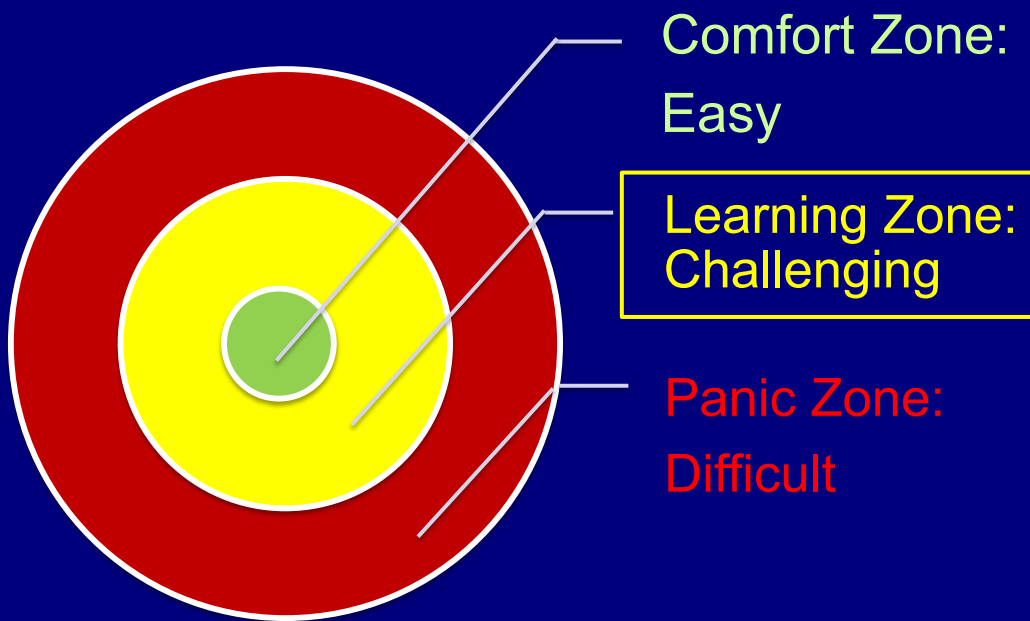 Comfort Zone:
Easy
Learning Zone:
Challenging
Panic Zone:
Difficult